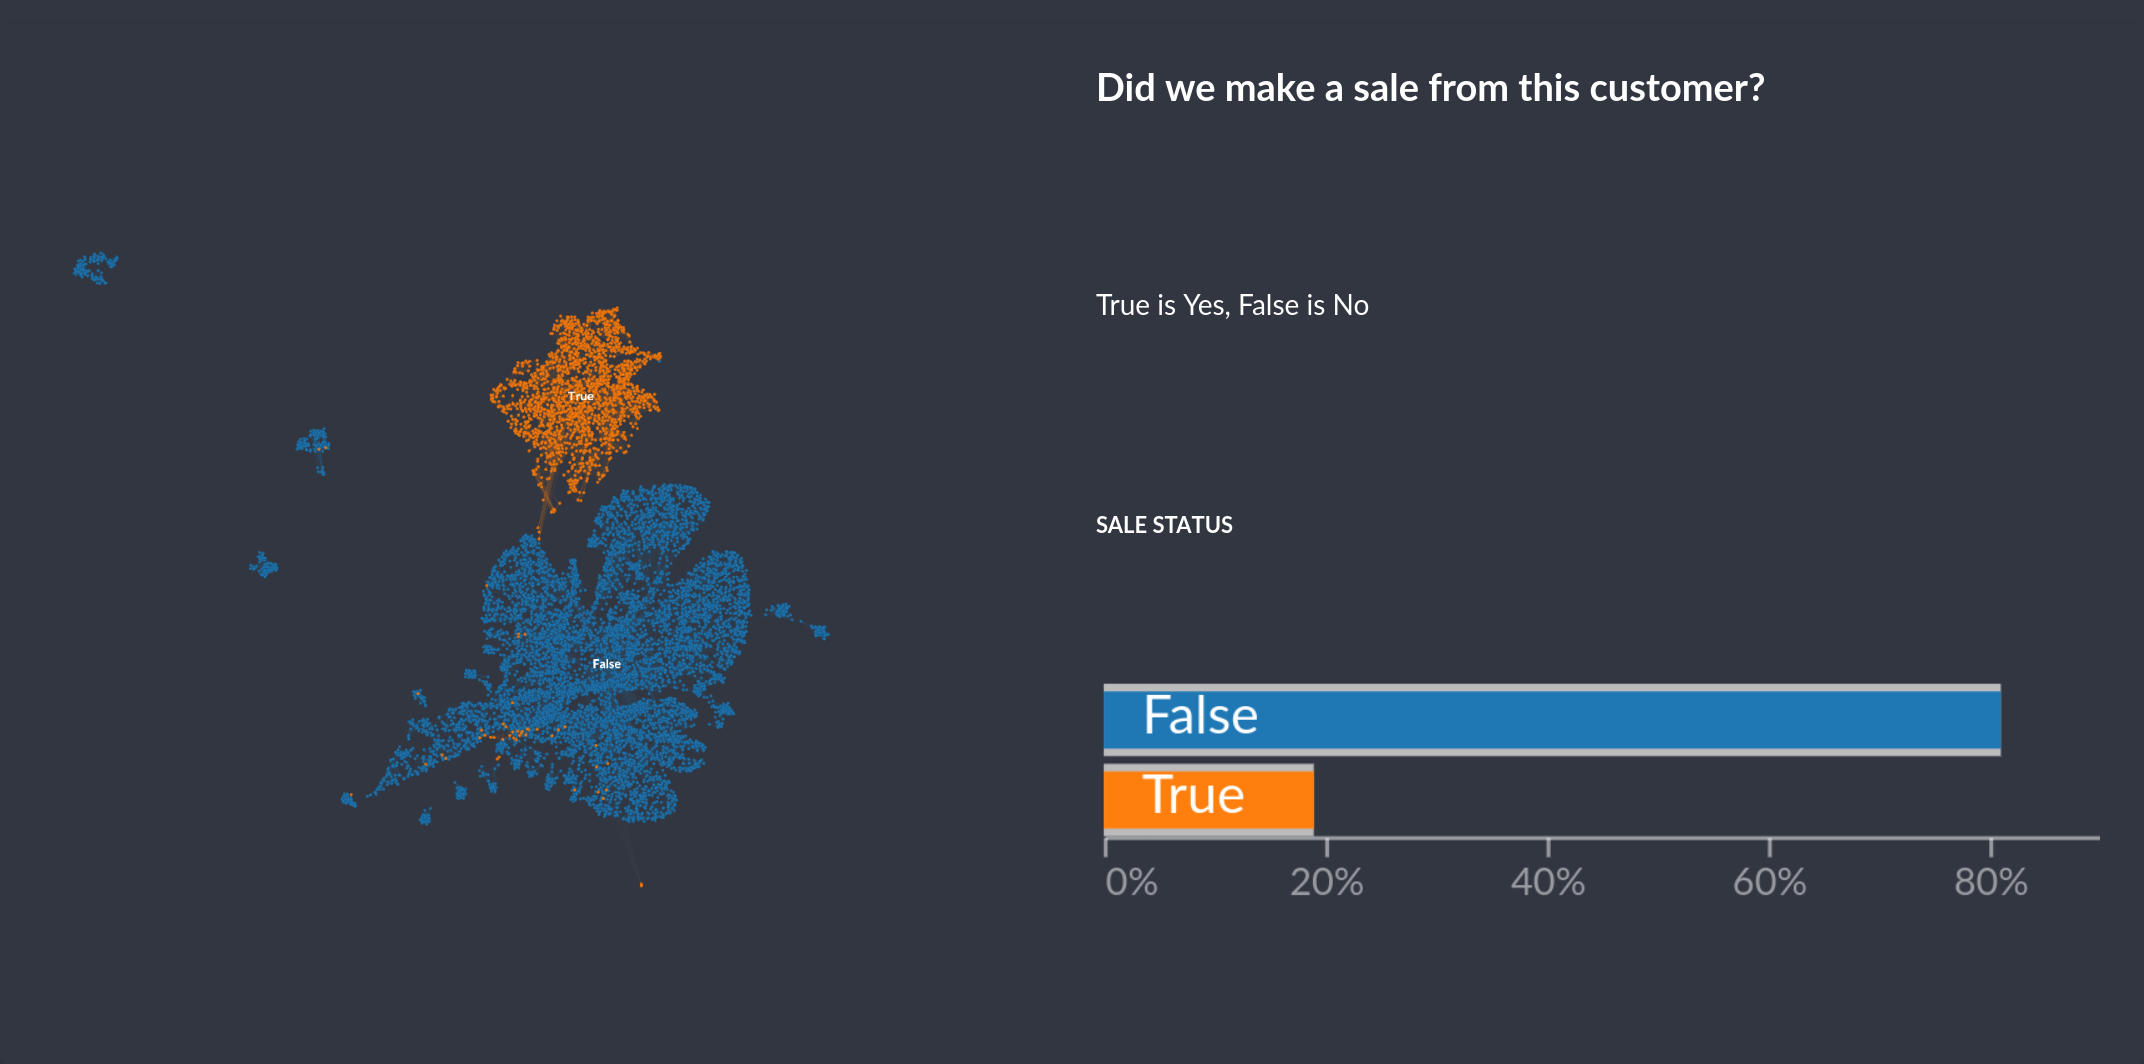 Did we make a sale from this customer?
True is Yes, False is No
True
SALE STATUS
False
False
True
0% 20% 40% 60% 80%